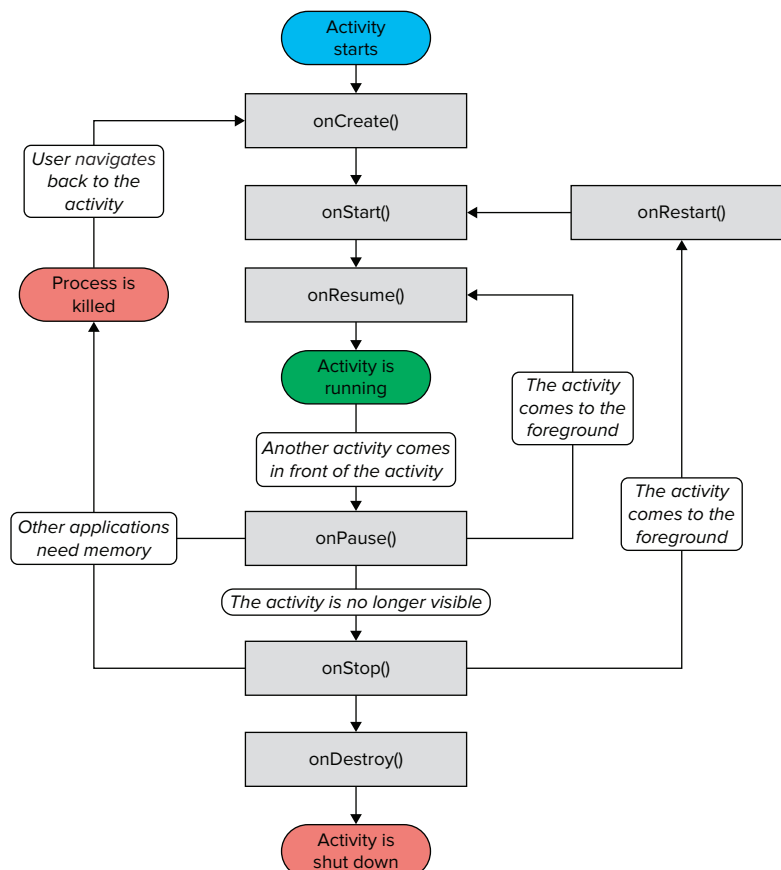 Activity
starts
onCreate()
User navigates
back to the
activity
onStart()
onRestart()
Process is
killed
onResume()
Activity is
running
The activity
comes to the
foreground
Another activity comes
in front of the activity
The activity
comes to the
foreground
Other applications
need memory
onPause()
The activity is no longer visible
onStop()
onDestroy()
Activity is
shut down